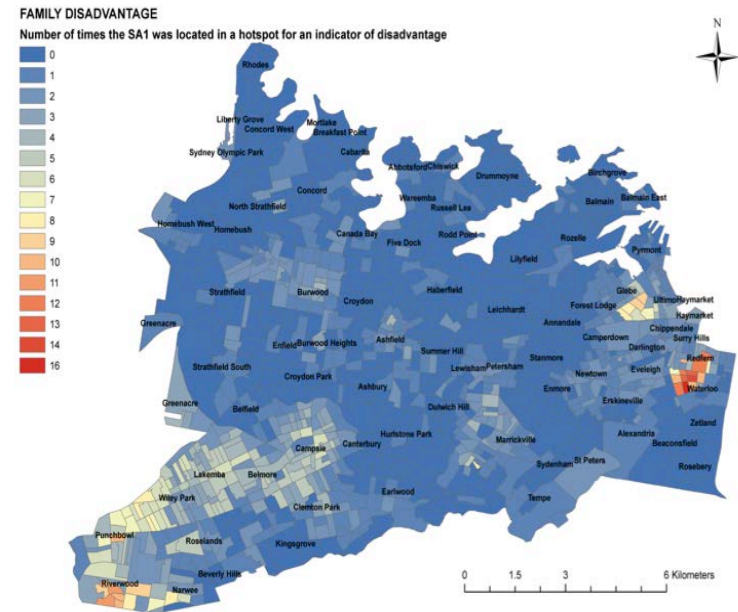 FAMILY DISADVANTAGE
Number of times the SA1 was located in a hotspot for an indicator of disadvantage
N
0
1
2
3
4
5
6
7
8
9
10
11
12
13
14
16
Rhodes
Liberty Grove
Concord West
Mortlake
Breakfast Point
Sydney Olympic Park
Cabarita
Abbotsford
Chiswick
Drummoyne
Birchgrove
Concord
Wareemba
Balmain
Balmain East
North Strathfield
Russell Lea
Homebush West
Homebush
Canada Bay
Five Dock
Rodd Point
Rozelle
Pyrmont
Lilyfield
Strathfield
Burwood
Croydon
Haberfield
Glebe
Ultimo
Haymarket
Leichhardt
Forest Lodge
Haymarket
Greenacre
Annandale
Chippendale
Enfield
Burwood Heights
Ashfield
Camperdown
Surry Hills
Summer Hill
Stanmore
Darlington
Redfern
Strathfield South
Croydon Park
Lewisham
Petersham
Newtown
Eveleigh
Ashbury
Enmore
Waterloo
Greenacre
Belfield
Dulwich Hill
Erskineville
Zetland
Campsie
Canterbury
Hurlstone Park
Marrickville
Alexandria
Beaconsfield
Lakemba
Belmore
Sydenham
St Peters
Rosebery
Wiley Park
Clemton Park
Earlwood
Tempe
Punchbowl
Roselands
Kingsgrove
Riverwood
Narwee
Beverly Hills
0 1.5 3 6 Kilometers